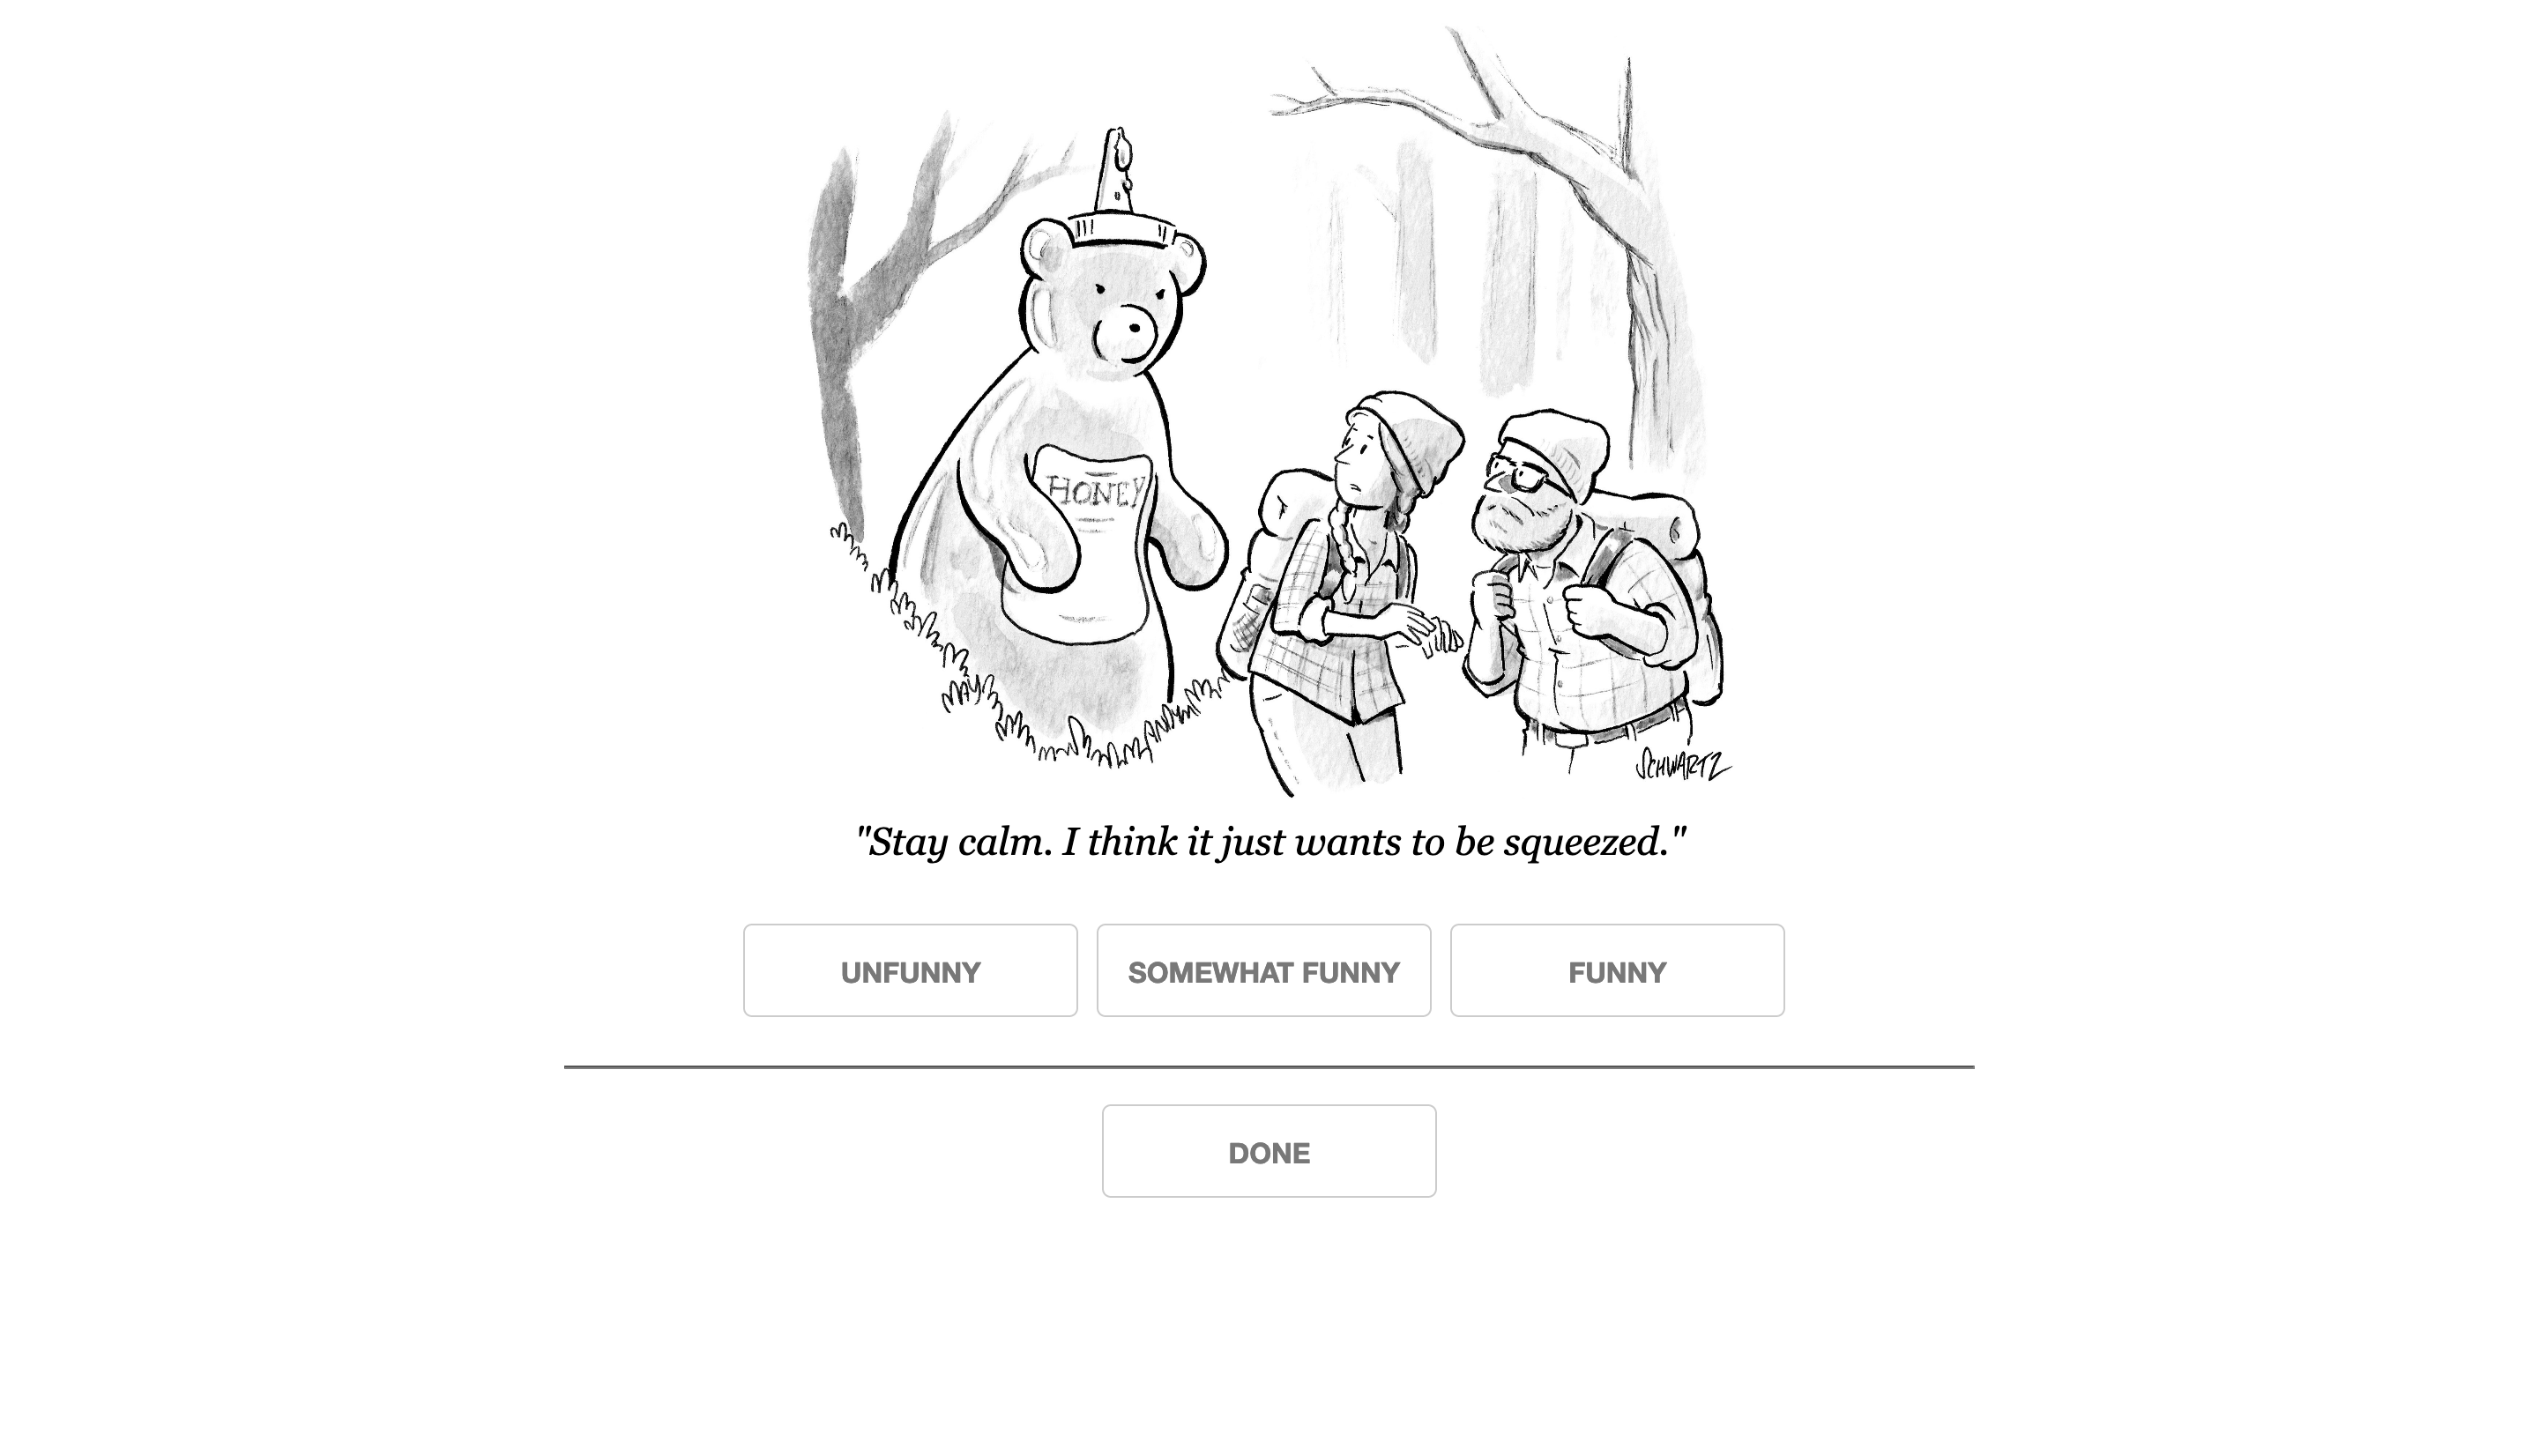 HONEY
SCHWARTZ
"Stay calm. I think it just wants to be squeezed."
UNFUNNY
SOMEWHAT FUNNY
FUNNY
DONE